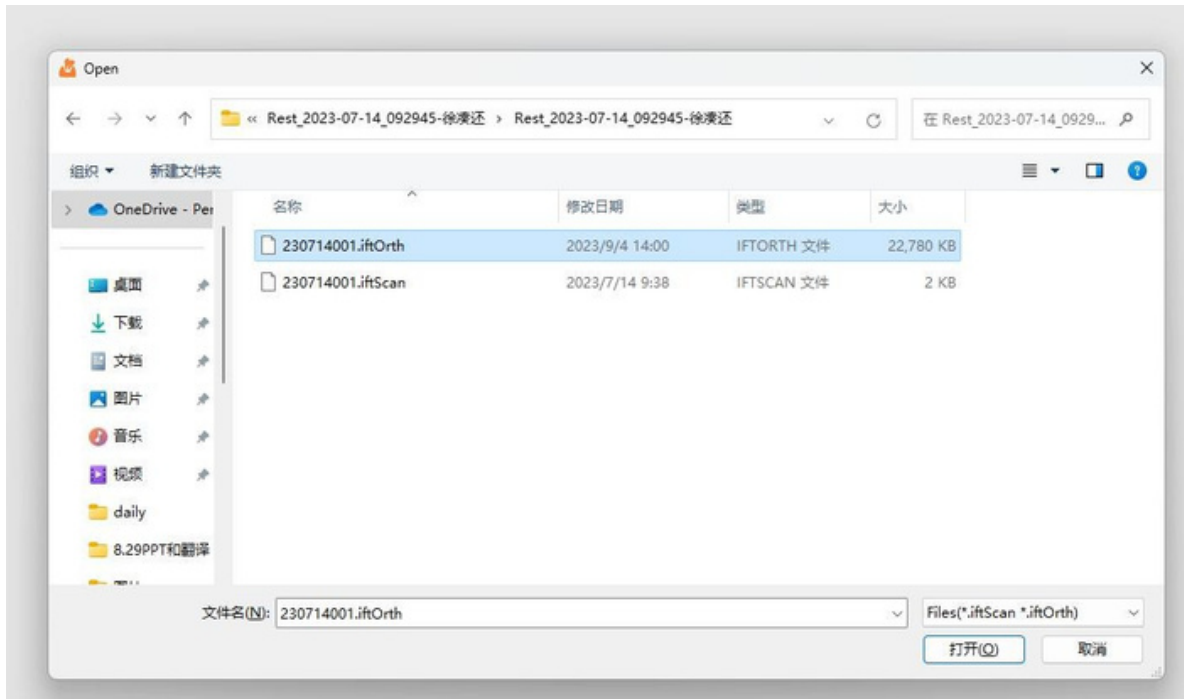 Open
« Rest_2023-07-14_092945-徐凑还 › Rest_2023-07-14_092945-徐凑还
在 Rest_2023-07-14_0929...
组织 新建文件夹
OneDrive - Per
名称 修改日期 类型 大小
230714001.iftOrth 2023/9/4 14:00 IFTORTH 文件 22,780 KB
230714001.iftScan 2023/7/14 9:38 IFTSCAN 文件 2 KB
桌面
下载
文档
图片
音乐
视频
daily
8.29PPT和翻译
文件名(N): 230714001.iftOrth Files(*.iftScan *.iftOrth)
打开(O) 取消